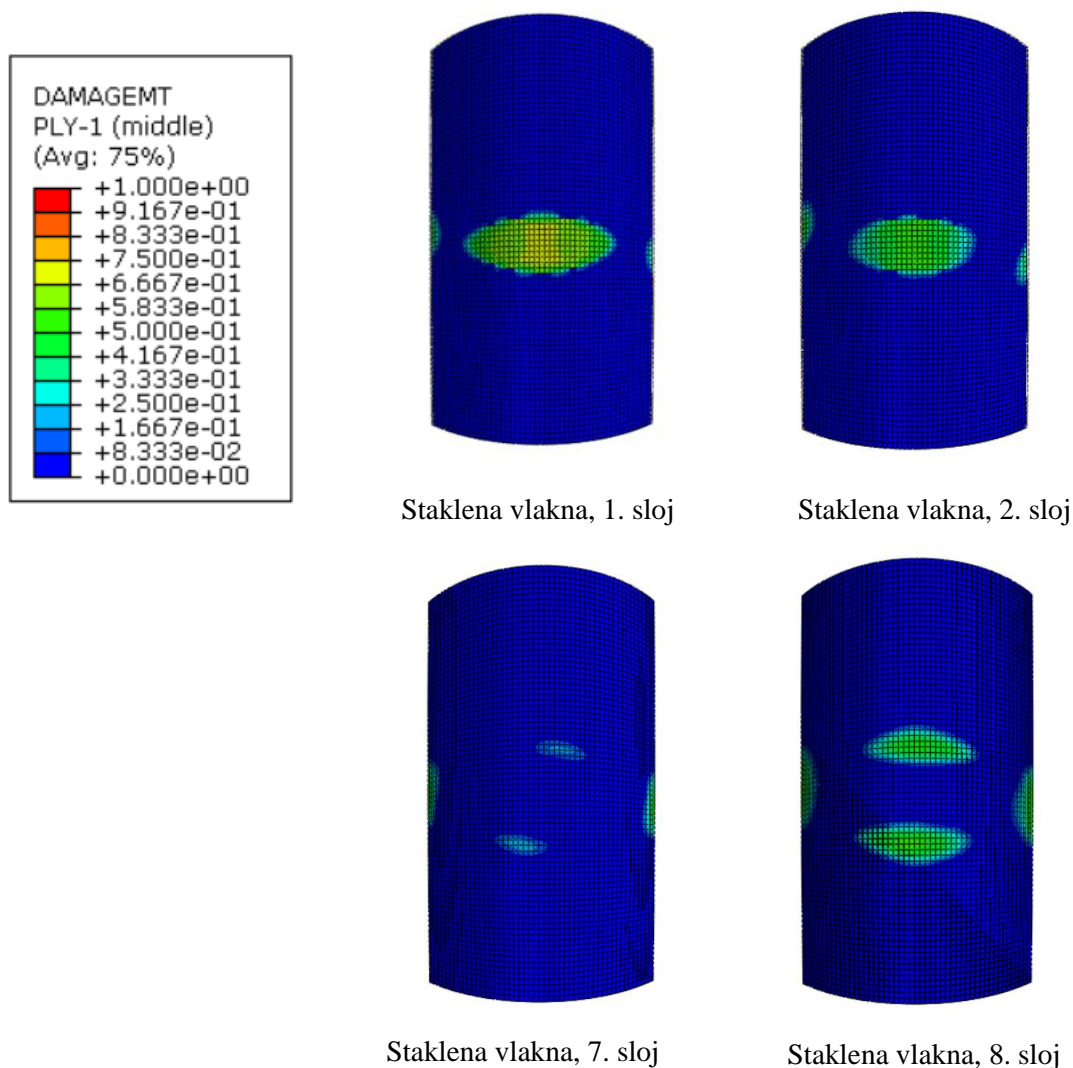 DAMAGEMT
PLY-1 (middle)
(Avg: 75%)
+1.000e+00
+9.167e-01
+8.333e-01
+7.500e-01
+6.667e-01
+5.833e-01
+5.000e-01
+4.167e-01
+3.333e-01
+2.500e-01
+1.667e-01
+8.333e-02
+0.000e+00
Staklena vlakna, 1. sloj
Staklena vlakna, 2. sloj
Staklena vlakna, 7. sloj
Staklena vlakna, 8. sloj